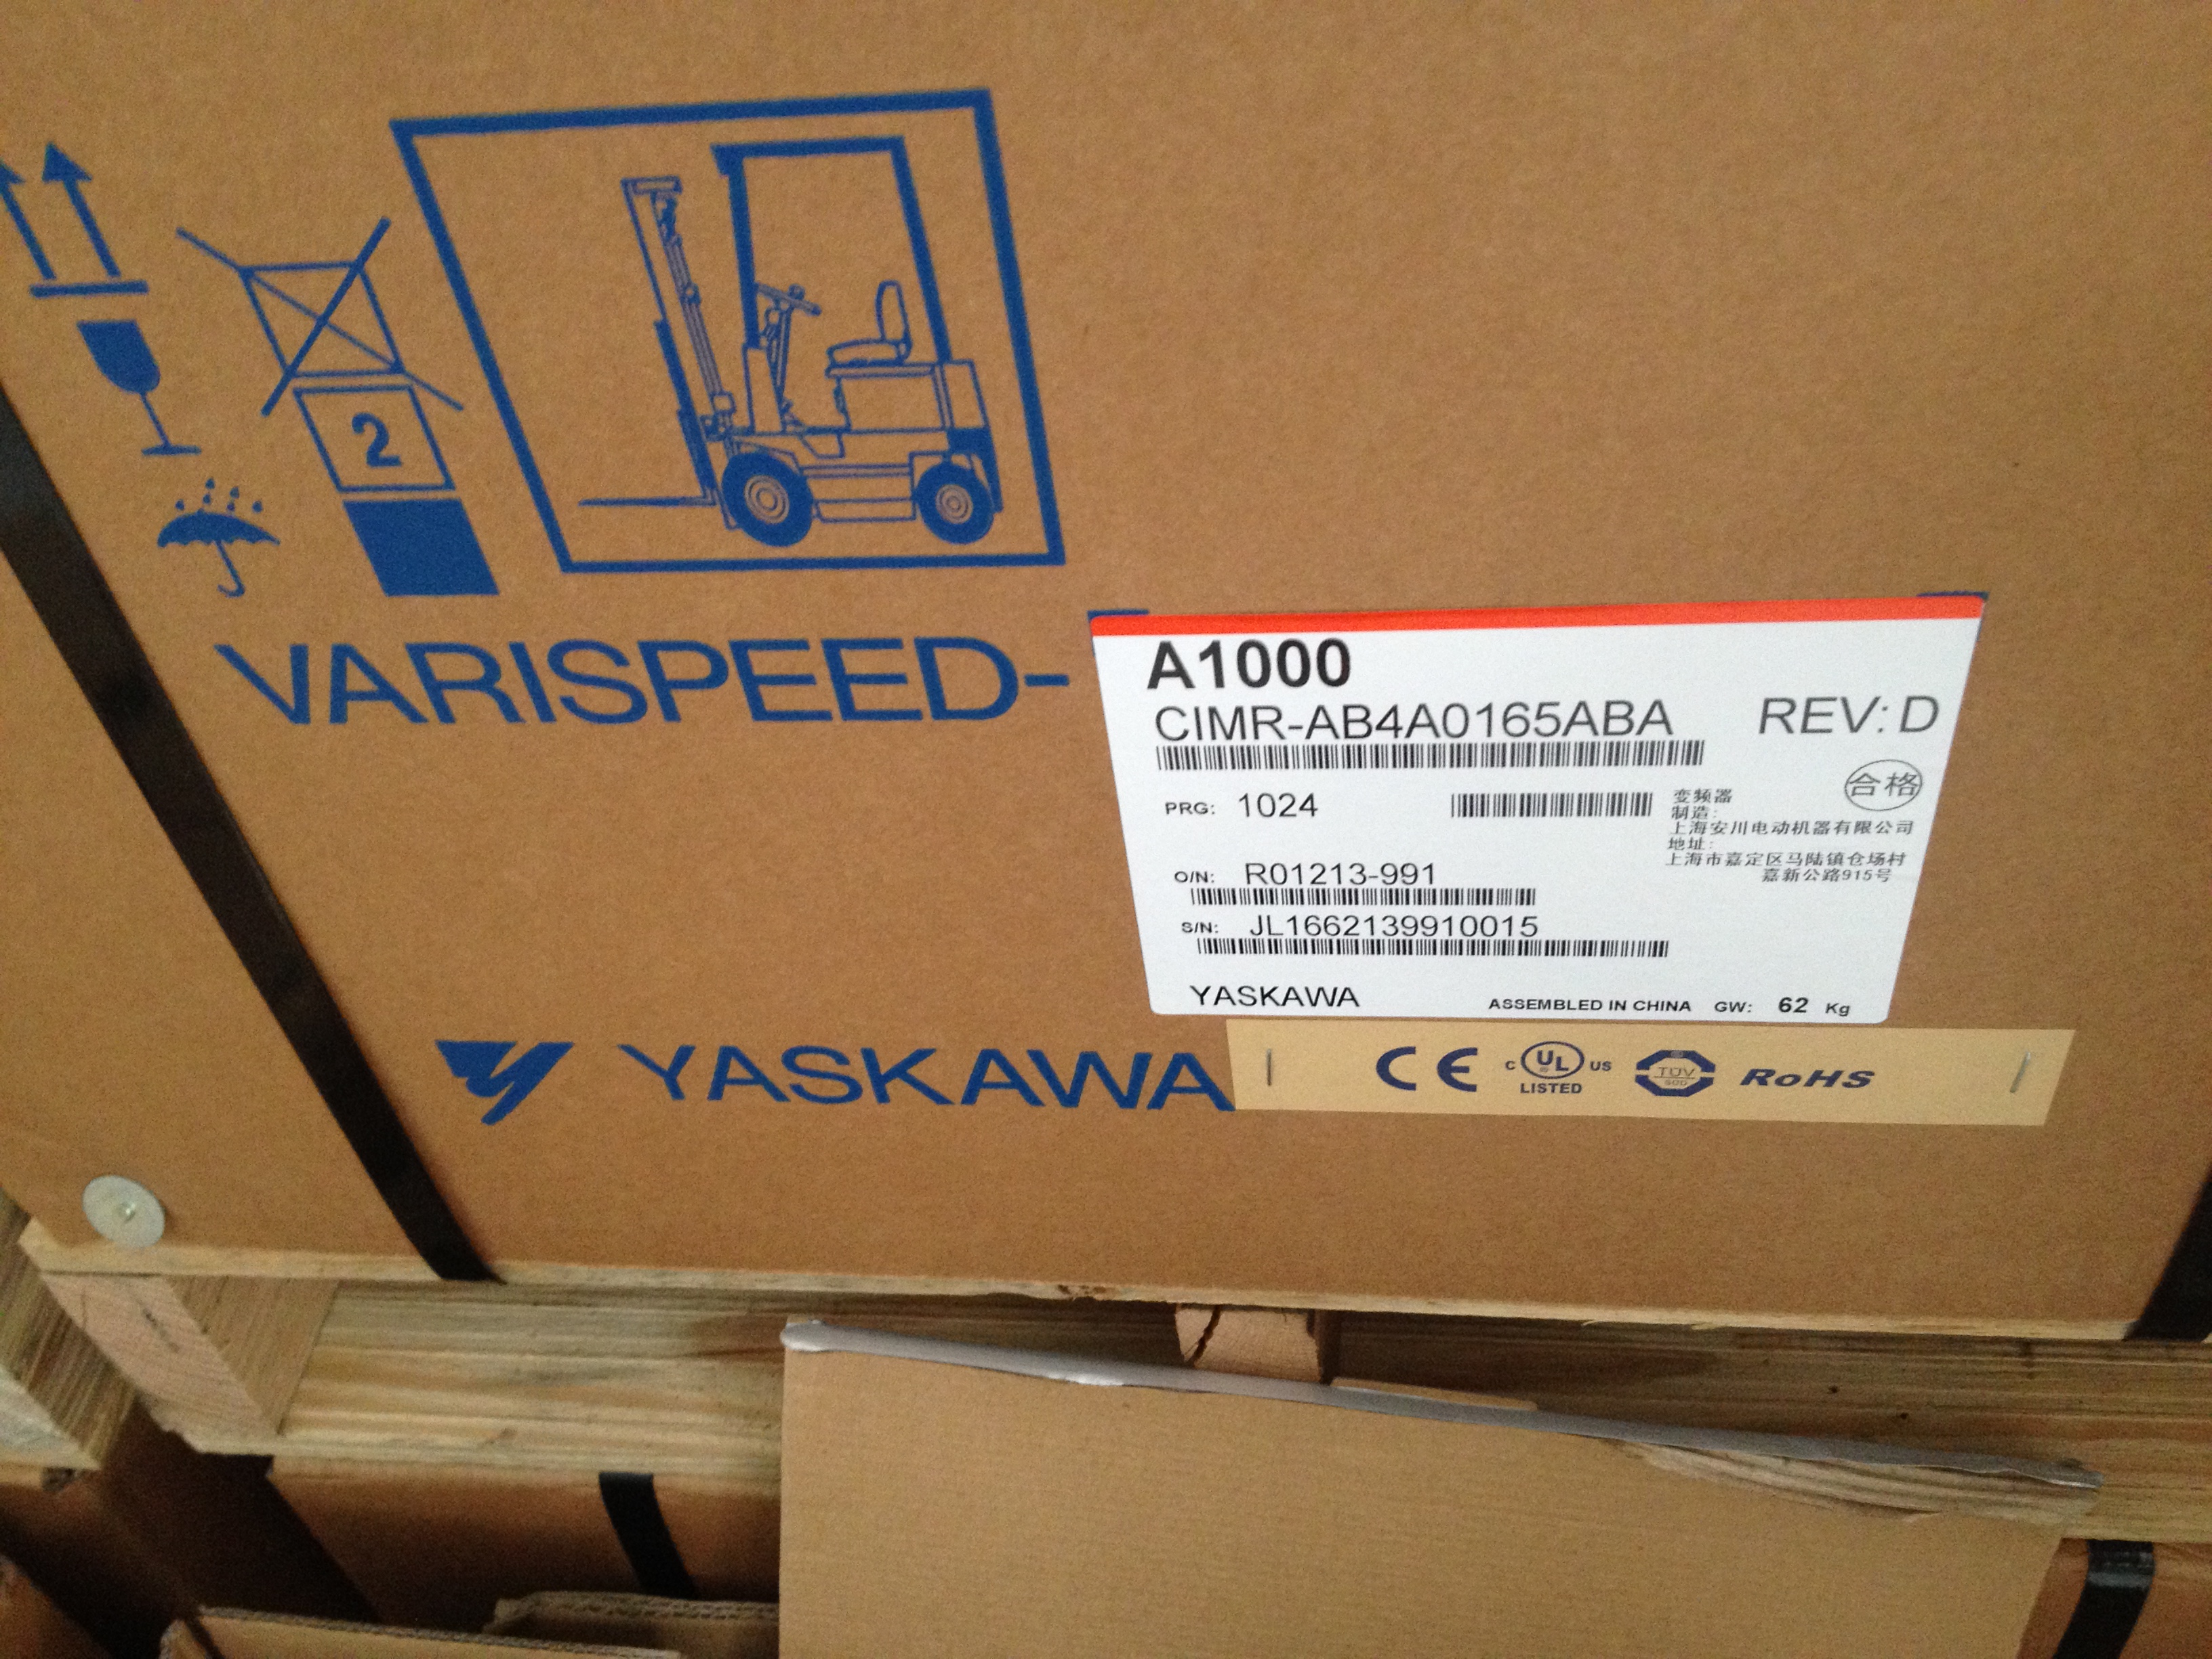 2
VARISPEED-
A1000
CIMR-AB4A0165ABA REV: D
合格
PRG: 1024
变频器
制造:
上海安川电动机器有限公司
地址:
上海市嘉定区马陆镇仓场村
嘉新公路915号
O/N: R01213-991
S/N: JL1662139910015
YASKAWA ASSEMBLED IN CHINA GW: 62 Kg
YASKAWA
CE C UL US LISTED TÜV SÜD RoHS